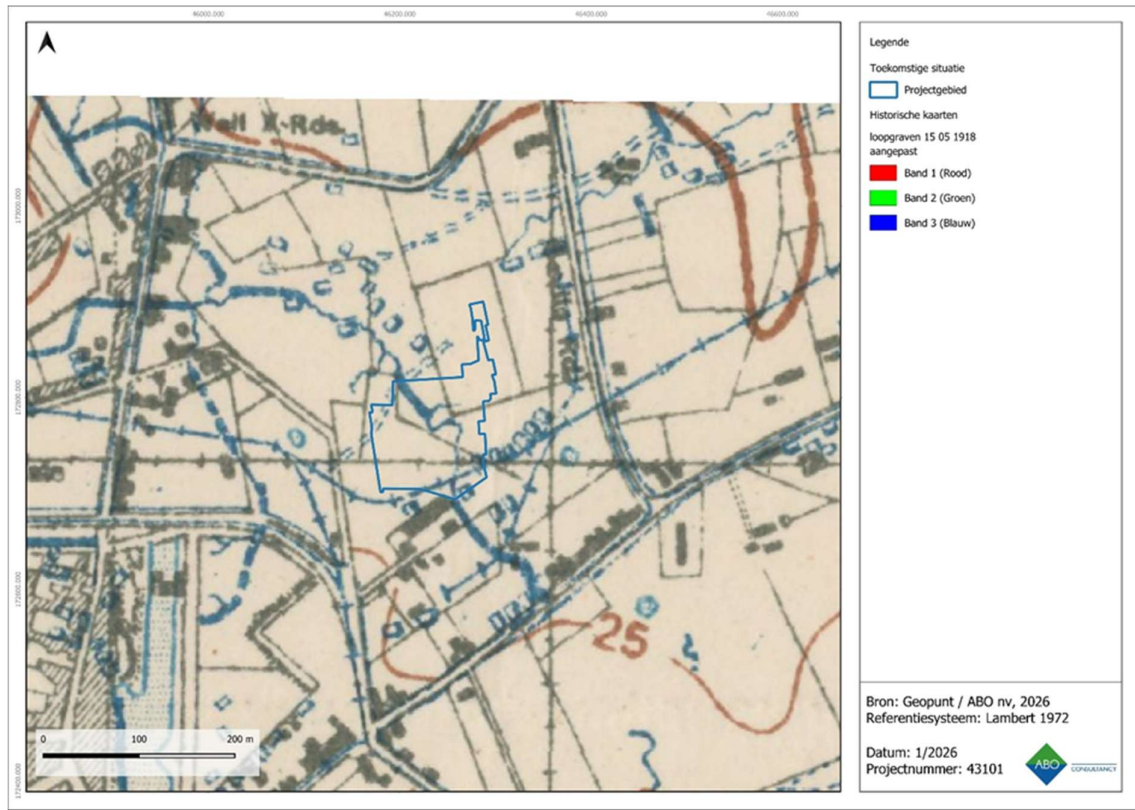 46000.000 46200.000 46400.000 46600.000
Wall X-Rds.
173000.000
172800.000
172600.000
172400.000
25
0 100 200 m
Legende
Toekomstige situatie
Projectgebied
Historische kaarten
loopgraven 15 05 1918
aangepast
Band 1 (Rood)
Band 2 (Groen)
Band 3 (Blauw)
Bron: Geopunt / ABO nv, 2026
Referentiesysteem: Lambert 1972
Datum: 1/2026
Projectnummer: 43101
ABO
CONSULTANCY